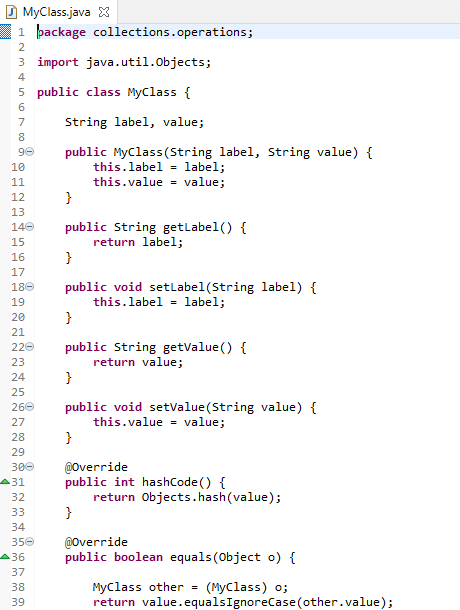 MyClass.java
1 package collections.operations;
2
3 import java.util.Objects;
4
5 public class MyClass {
6
7 String label, value;
8
9 public MyClass(String label, String value) {
10 this.label = label;
11 this.value = value;
12 }
13
14 public String getLabel() {
15 return label;
16 }
17
18 public void setLabel(String label) {
19 this.label = label;
20 }
21
22 public String getValue() {
23 return value;
24 }
25
26 public void setValue(String value) {
27 this.value = value;
28 }
29
30 @Override
31 public int hashCode() {
32 return Objects.hash(value);
33 }
34
35 @Override
36 public boolean equals(Object o) {
37
38 MyClass other = (MyClass) o;
39 return value.equalsIgnoreCase(other.value);